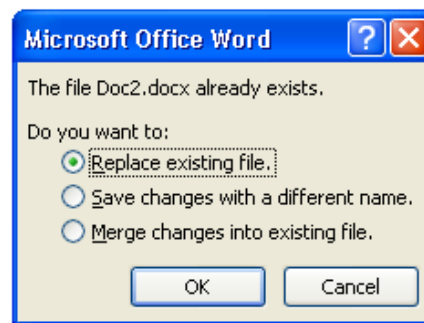 Microsoft Office Word
?
The file Doc2.docx already exists.
Do you want to:
Replace existing file.
Save changes with a different name.
Merge changes into existing file.
OK Cancel